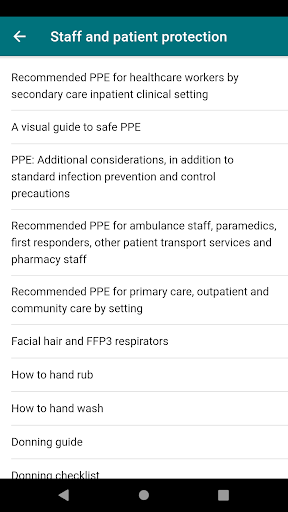 Staff and patient protection
Recommended PPE for healthcare workers by
secondary care inpatient clinical setting
A visual guide to safe PPE
PPE: Additional considerations, in addition to
standard infection prevention and control
precautions
Recommended PPE for ambulance staff, paramedics,
first responders, other patient transport services and
pharmacy staff
Recommended PPE for primary care, outpatient and
community care by setting
Facial hair and FFP3 respirators
How to hand rub
How to hand wash
Donning guide
Donning checklist